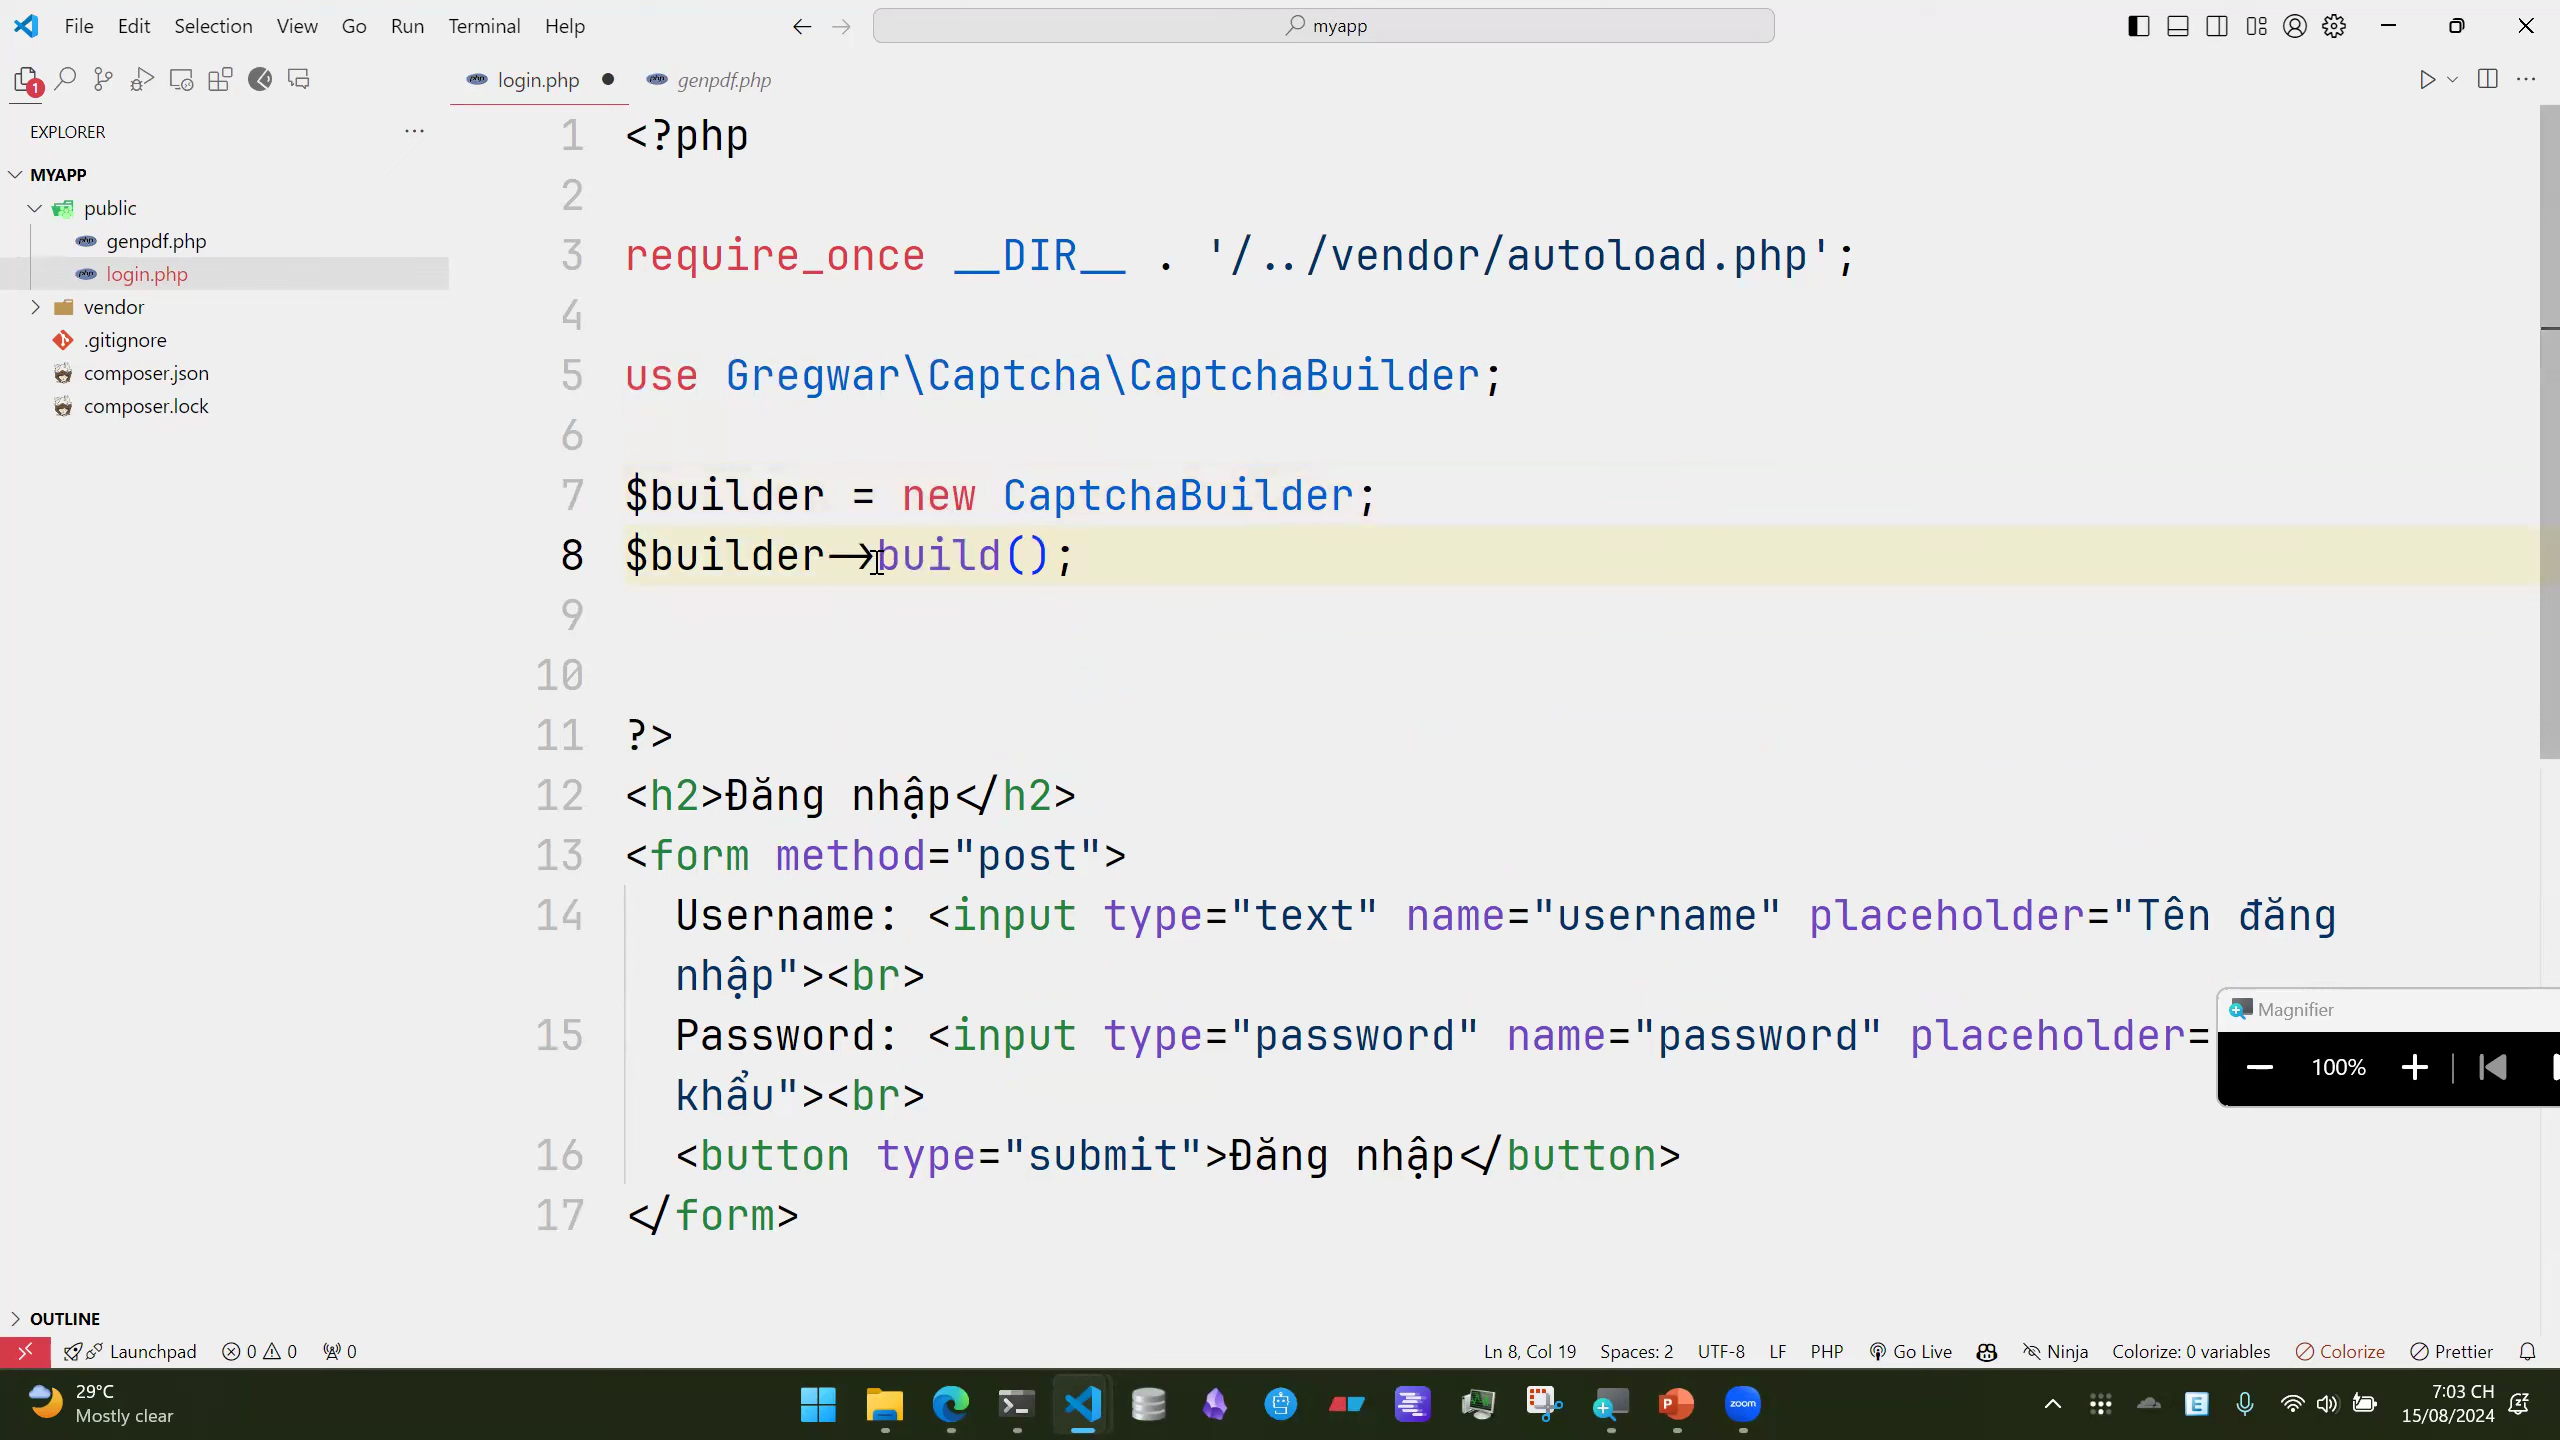 File Edit Selection View Go Run Terminal Help
myapp
1
login.php
genpdf.php
EXPLORER
MYAPP
public
genpdf.php
login.php
vendor
.gitignore
composer.json
composer.lock
1 <?php
2
3 require_once __DIR__ . '/../vendor/autoload.php';
4
5 use Gregwar\Captcha\CaptchaBuilder;
6
7 $builder = new CaptchaBuilder;
8 $builder->build();
9
10
11 ?>
12 <h2>Đăng nhập</h2>
13 <form method="post">
14 Username: <input type="text" name="username" placeholder="Tên đăng
nhập"><br>
15 Password: <input type="password" name="password" placeholder=
khẩu"><br>
16 <button type="submit">Đăng nhập</button>
17 </form>
Magnifier
100%
OUTLINE
Launchpad 0 0 0
Ln 8, Col 19 Spaces: 2 UTF-8 LF PHP Go Live Ninja Colorize: 0 variables Colorize Prettier
29°C
Mostly clear
zoom
7:03 CH
15/08/2024